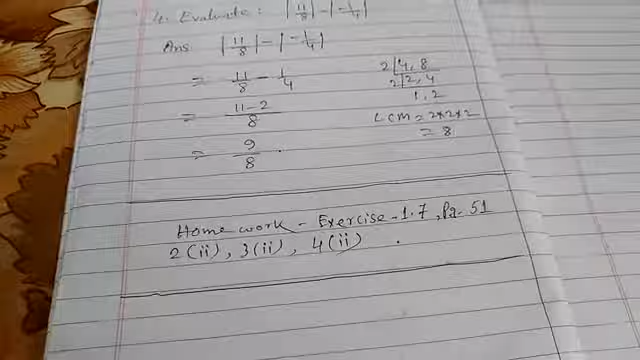 4. Evaluate: |11/8| - |-1/4|
Ans |11/8| - |-1/4|
= 11/8 - 1/4
= 11-2/8
= 9/8.
2|4, 8
2|2, 4
1, 2
LCM = 2×2×2
= 8
Home work - Exercise - 1.7, Pg. 51
2(ii), 3(ii), 4(ii).